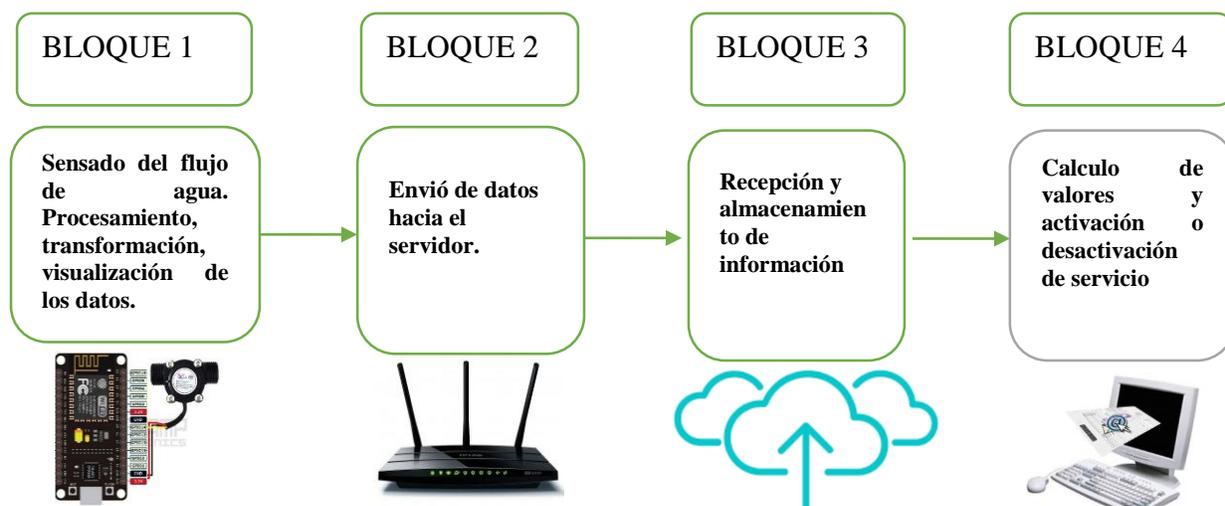 BLOQUE 1
BLOQUE 2
BLOQUE 3
BLOQUE 4
Sensado del flujo
de agua.
Procesamiento,
transformación,
visualización de
los datos.
Envió de datos
hacia el
servidor.
Recepción y
almacenamien
to de
información
Calculo de
valores y
activación o
desactivación
de servicio